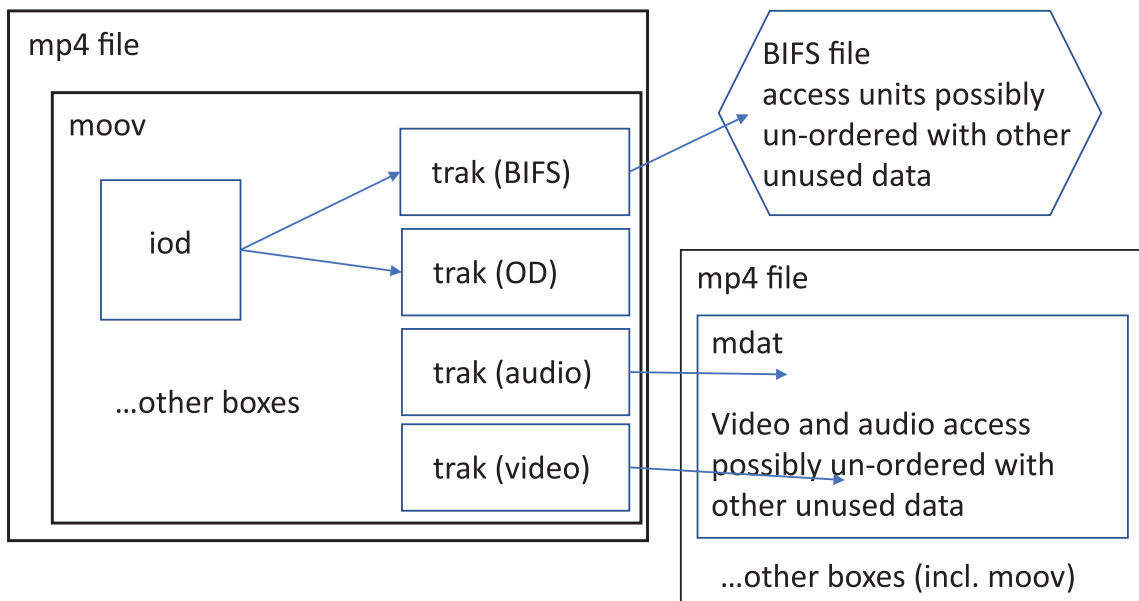 mp4 file
moov
iod
...other boxes
trak (BIFS)
trak (OD)
trak (audio)
trak (video)
BIFS file
access units possibly
un-ordered with other
unused data
mp4 file
mdat
Video and audio access
possibly un-ordered with
other unused data
...other boxes (incl. moov)